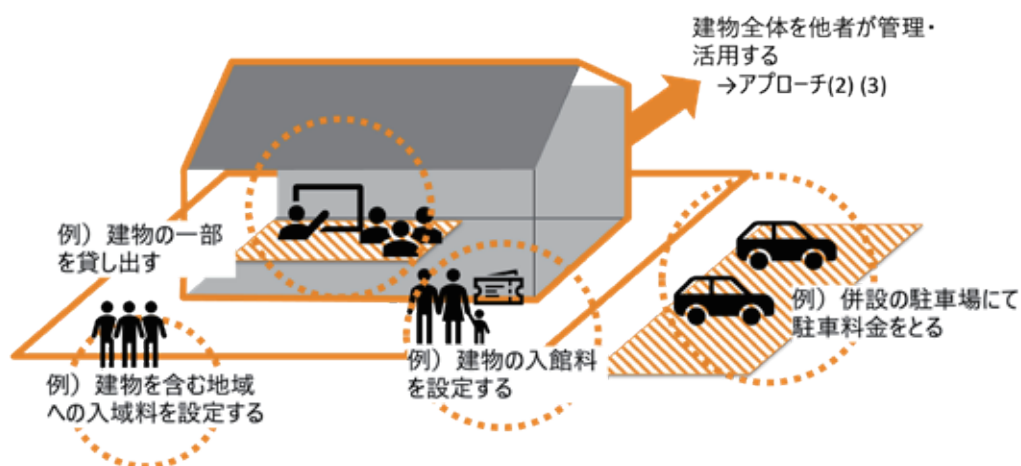 建物全体を他者が管理・
活用する
→アプローチ(2) (3)
例）建物の一部
を貸し出す
例）併設の駐車場にて
駐車料金をとる
例）建物の入館料
を設定する
例）建物を含む地域
への入域料を設定する